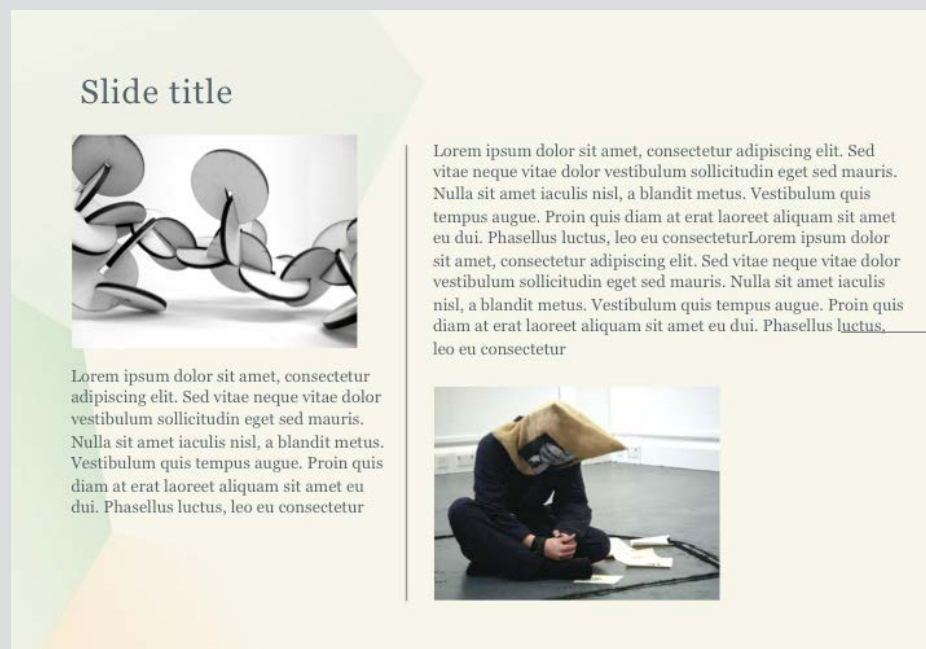 Slide title
Lorem ipsum dolor sit amet, consectetur
adipiscing elit. Sed vitae neque vitae dolor
vestibulum sollicitudin eget sed mauris.
Nulla sit amet iaculis nisl, a blandit metus.
Vestibulum quis tempus augue. Proin quis
diam at erat laoreet aliquam sit amet eu
dui. Phasellus luctus, leo eu consectetur
Lorem ipsum dolor sit amet, consectetur adipiscing elit. Sed
vitae neque vitae dolor vestibulum sollicitudin eget sed mauris.
Nulla sit amet iaculis nisl, a blandit metus. Vestibulum quis
tempus augue. Proin quis diam at erat laoreet aliquam sit amet
eu dui. Phasellus luctus, leo eu consecteturLorem ipsum dolor
sit amet, consectetur adipiscing elit. Sed vitae neque vitae dolor
vestibulum sollicitudin eget sed mauris. Nulla sit amet iaculis
nisl, a blandit metus. Vestibulum quis tempus augue. Proin quis
diam at erat laoreet aliquam sit amet eu dui. Phasellus luctus,
leo eu consectetur